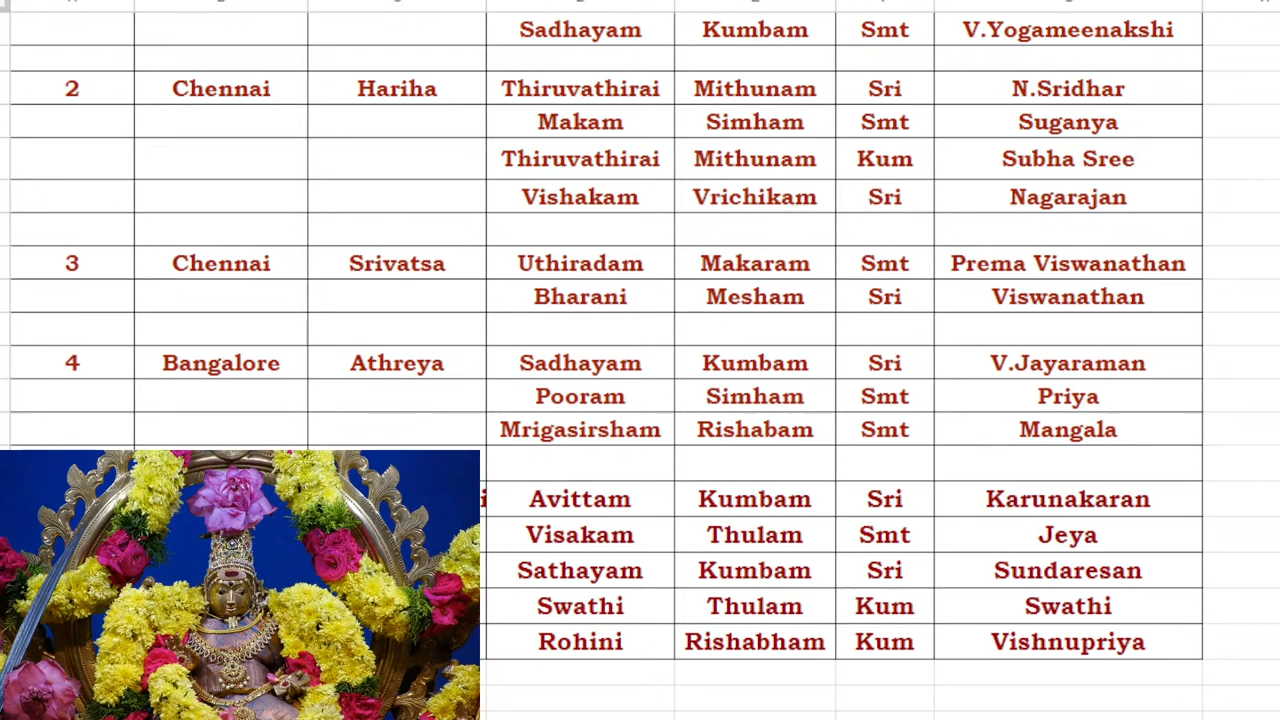 Sadhayam Kumbam Smt V.Yogameenakshi
2 Chennai Hariha Thiruvathirai Mithunam Sri N.Sridhar
Makam Simham Smt Suganya
Thiruvathirai Mithunam Kum Subha Sree
Vishakam Vrichikam Sri Nagarajan
3 Chennai Srivatsa Uthiradam Makaram Smt Prema Viswanathan
Bharani Mesham Sri Viswanathan
4 Bangalore Athreya Sadhayam Kumbam Sri V.Jayaraman
Pooram Simham Smt Priya
Mrigasirsham Rishabam Smt Mangala
Avittam Kumbam Sri Karunakaran
Visakam Thulam Smt Jeya
Sathayam Kumbam Sri Sundaresan
Swathi Thulam Kum Swathi
Rohini Rishabham Kum Vishnupriya